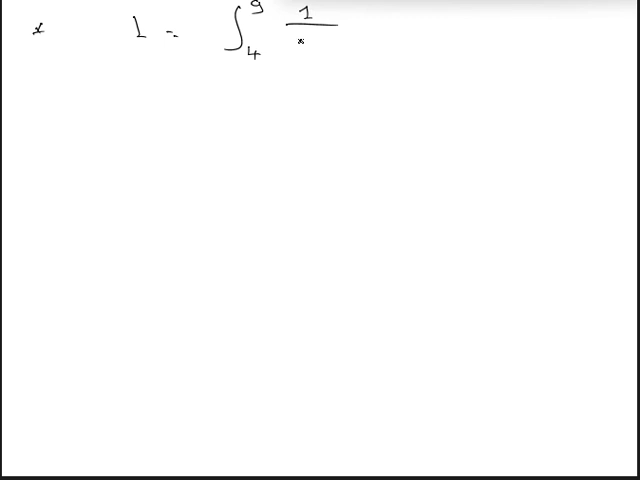 * I = ∫₄⁹ 1/